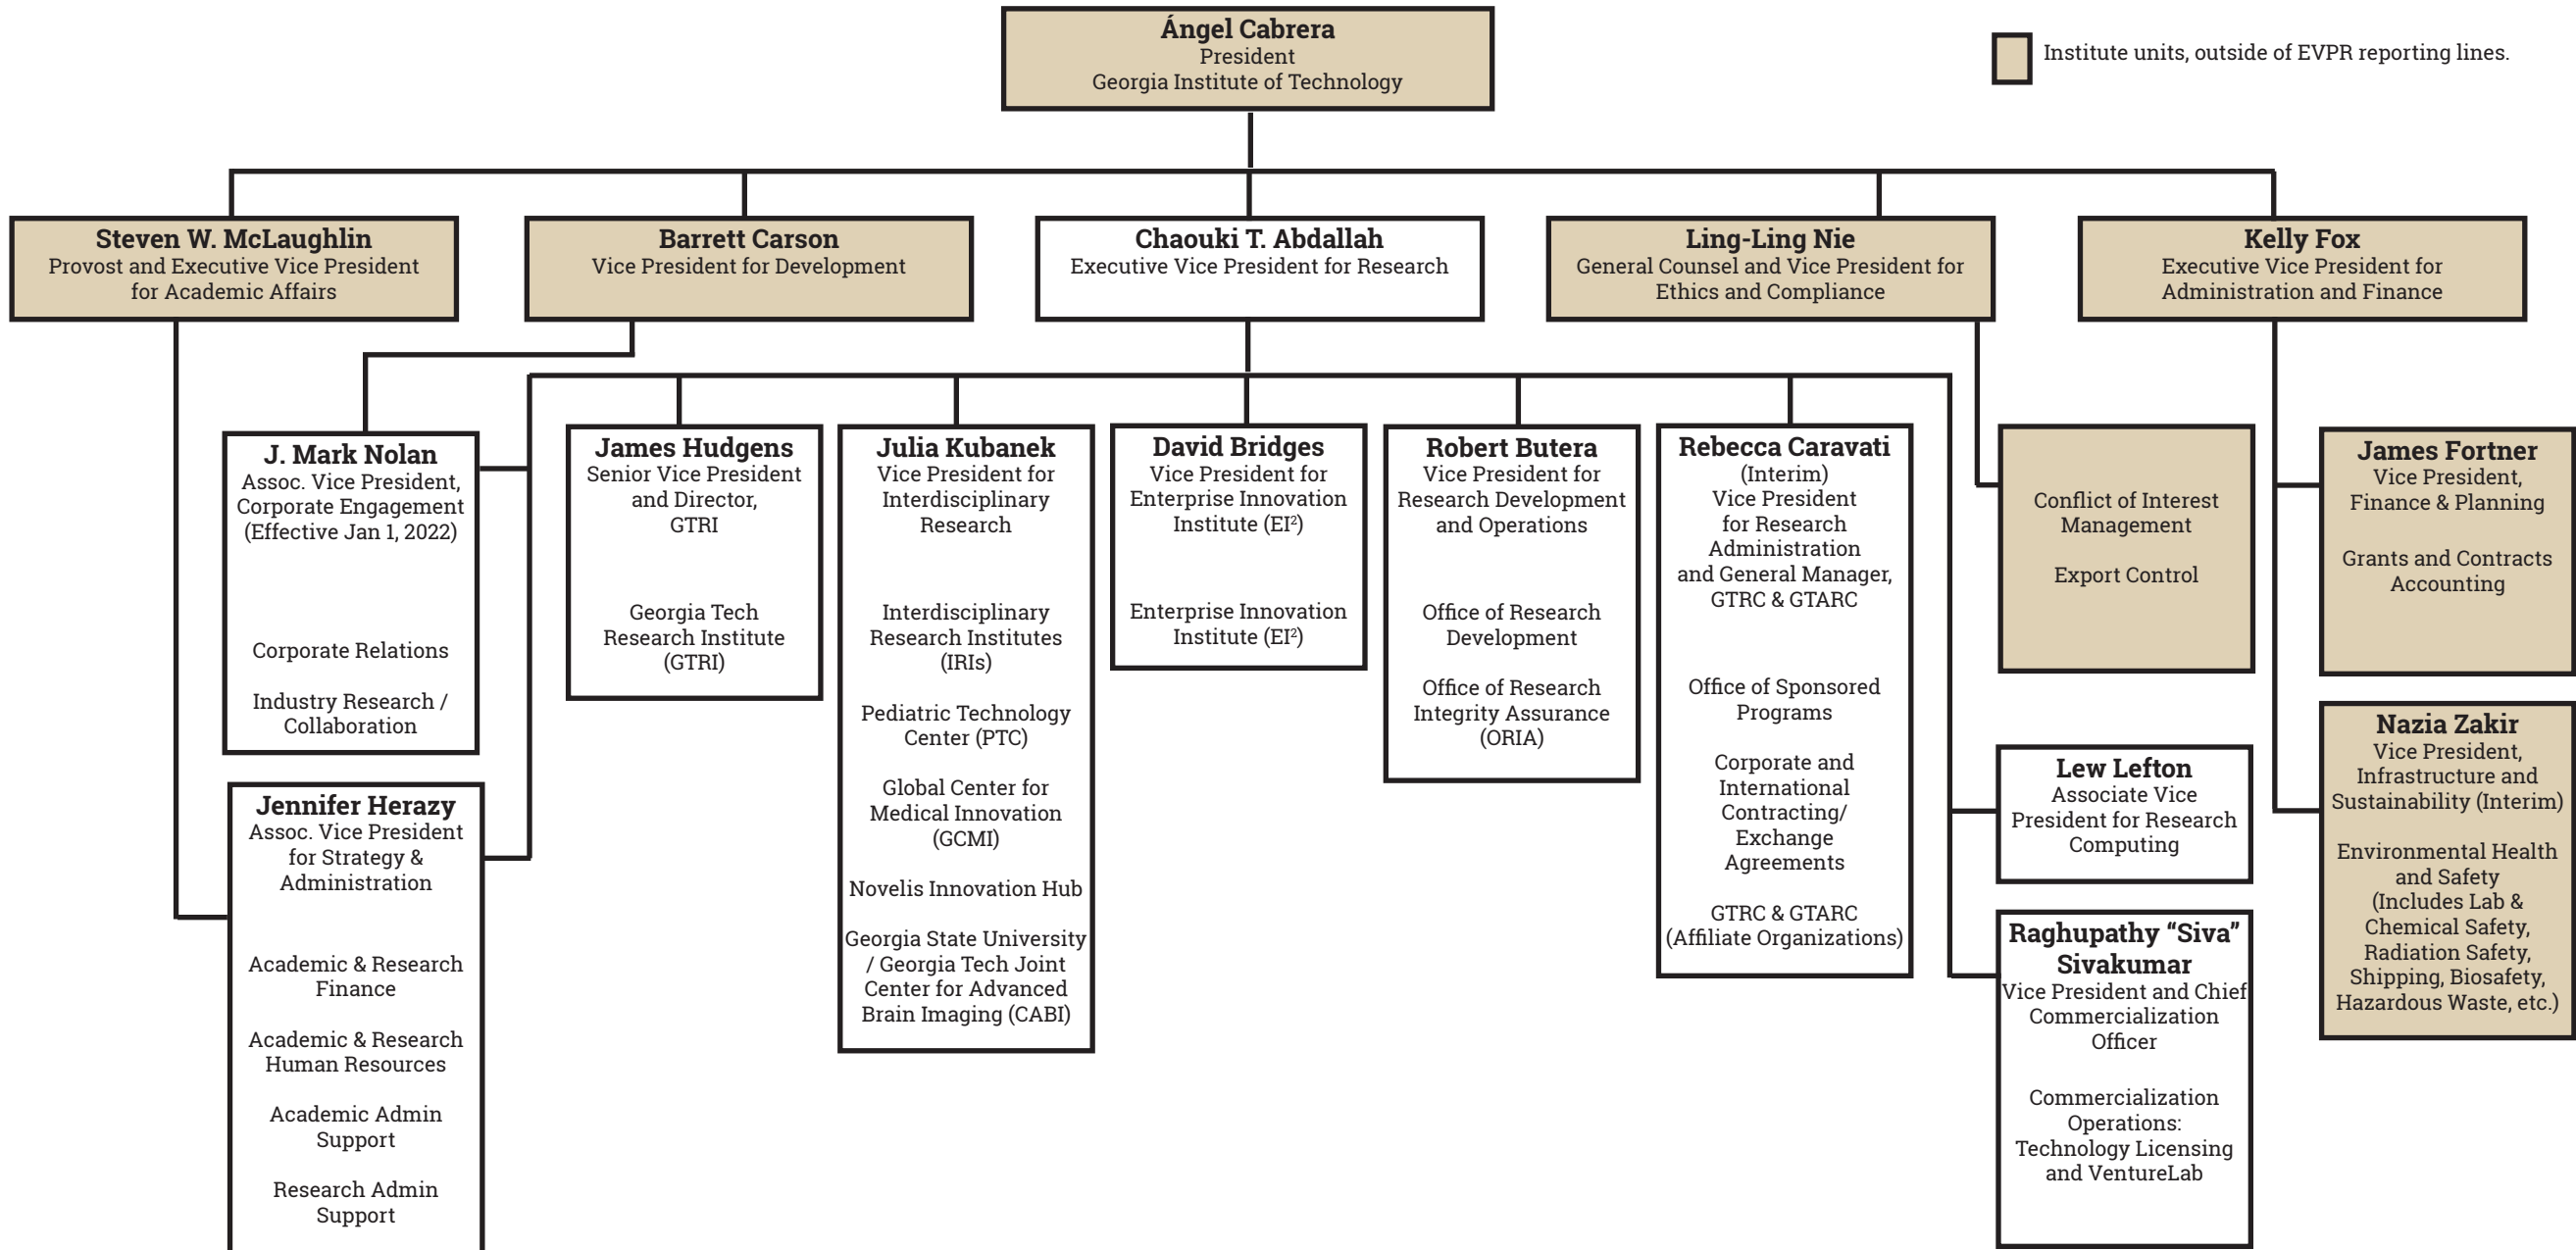 Ángel Cabrera
President
Georgia Institute of Technology
Institute units, outside of EVPR reporting lines.
Steven W. McLaughlin
Provost and Executive Vice President
for Academic Affairs
Barrett Carson
Vice President for Development
Chaouki T. Abdallah
Executive Vice President for Research
Ling-Ling Nie
General Counsel and Vice President for
Ethics and Compliance
Kelly Fox
Executive Vice President for
Administration and Finance
J. Mark Nolan
Assoc. Vice President,
Corporate Engagement
(Effective Jan 1, 2022)
Corporate Relations
Industry Research /
Collaboration
Jennifer Herazy
Assoc. Vice President
for Strategy &
Administration
Academic & Research
Finance
Academic & Research
Human Resources
Academic Admin
Support
Research Admin
Support
James Hudgens
Senior Vice President
and Director,
GTRI
Georgia Tech
Research Institute
(GTRI)
Julia Kubanek
Vice President for
Interdisciplinary
Research
Interdisciplinary
Research Institutes
(IRIs)
Pediatric Technology
Center (PTC)
Global Center for
Medical Innovation
(GCMI)
Novelis Innovation Hub
Georgia State University
/ Georgia Tech Joint
Center for Advanced
Brain Imaging (CABI)
David Bridges
Vice President for
Enterprise Innovation
Institute (EI²)
Enterprise Innovation
Institute (EI²)
Robert Butera
Vice President for
Research Development
and Operations
Office of Research
Development
Office of Research
Integrity Assurance
(ORIA)
Rebecca Caravati
(Interim)
Vice President
for Research
Administration
and General Manager,
GTRC & GTARC
Office of Sponsored
Programs
Corporate and
International
Contracting/
Exchange
Agreements
GTRC & GTARC
(Affiliate Organizations)
Conflict of Interest
Management
Export Control
Lew Lefton
Associate Vice
President for Research
Computing
Raghupathy “Siva”
Sivakumar
Vice President and Chief
Commercialization
Officer
Commercialization
Operations:
Technology Licensing
and VentureLab
James Fortner
Vice President,
Finance & Planning
Grants and Contracts
Accounting
Nazia Zakir
Vice President,
Infrastructure and
Sustainability (Interim)
Environmental Health
and Safety
(Includes Lab &
Chemical Safety,
Radiation Safety,
Shipping, Biosafety,
Hazardous Waste, etc.)